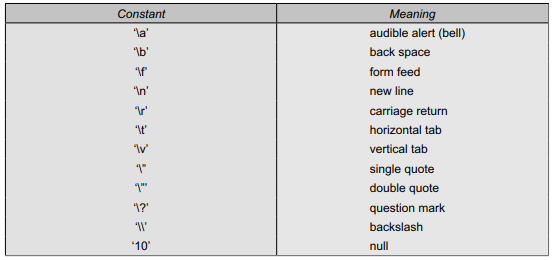 Constant Meaning
‘\a’ audible alert (bell)
‘\b’ back space
‘\f’ form feed
‘\n’ new line
‘\r’ carriage return
‘\t’ horizontal tab
‘\v’ vertical tab
‘\’’ single quote
‘\”’ double quote
‘\?’ question mark
‘\\’ backslash
‘10’ null